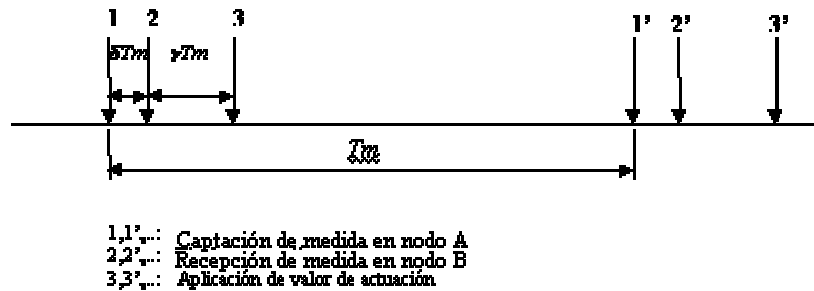 1 2 3 1' 2' 3'
δTm γTm
Tm
1,1',..: Captación de medida en nodo A
2,2',..: Recepción de medida en nodo B
3,3',..: Aplicación de valor de actuación